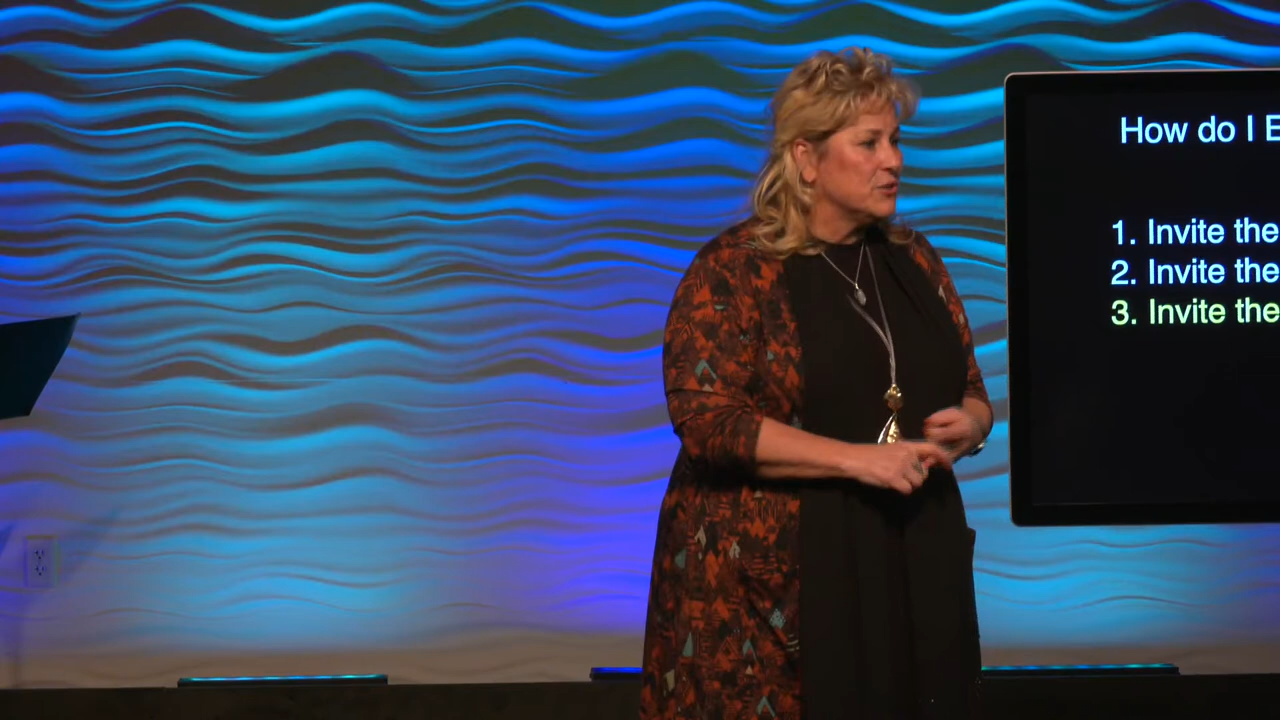 How do I E
1. Invite the
2. Invite the
3. Invite the